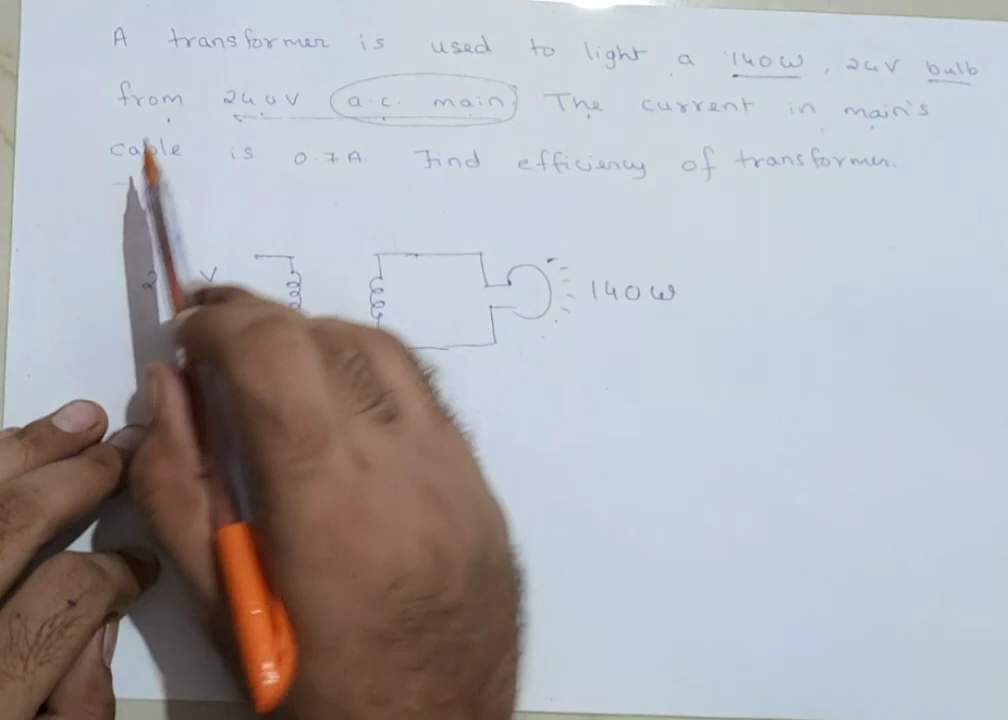 A transformer is used to light a 140W, 24V bulb
from 240V a.c. main The current in main's
cable is 0.7A. Find efficiency of transformer.
2 V 140W